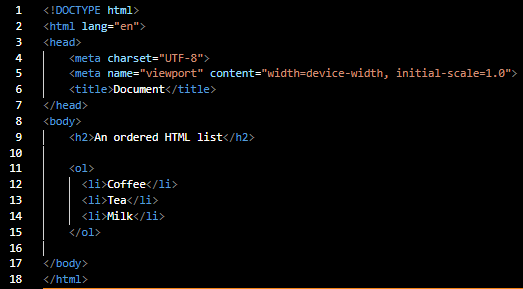 1 <!DOCTYPE html>
2 <html lang="en">
3 <head>
4     <meta charset="UTF-8">
5     <meta name="viewport" content="width=device-width, initial-scale=1.0">
6     <title>Document</title>
7 </head>
8 <body>
9     <h2>An ordered HTML list</h2>
10
11     <ol>
12       <li>Coffee</li>
13       <li>Tea</li>
14       <li>Milk</li>
15     </ol>
16
17 </body>
18 </html>